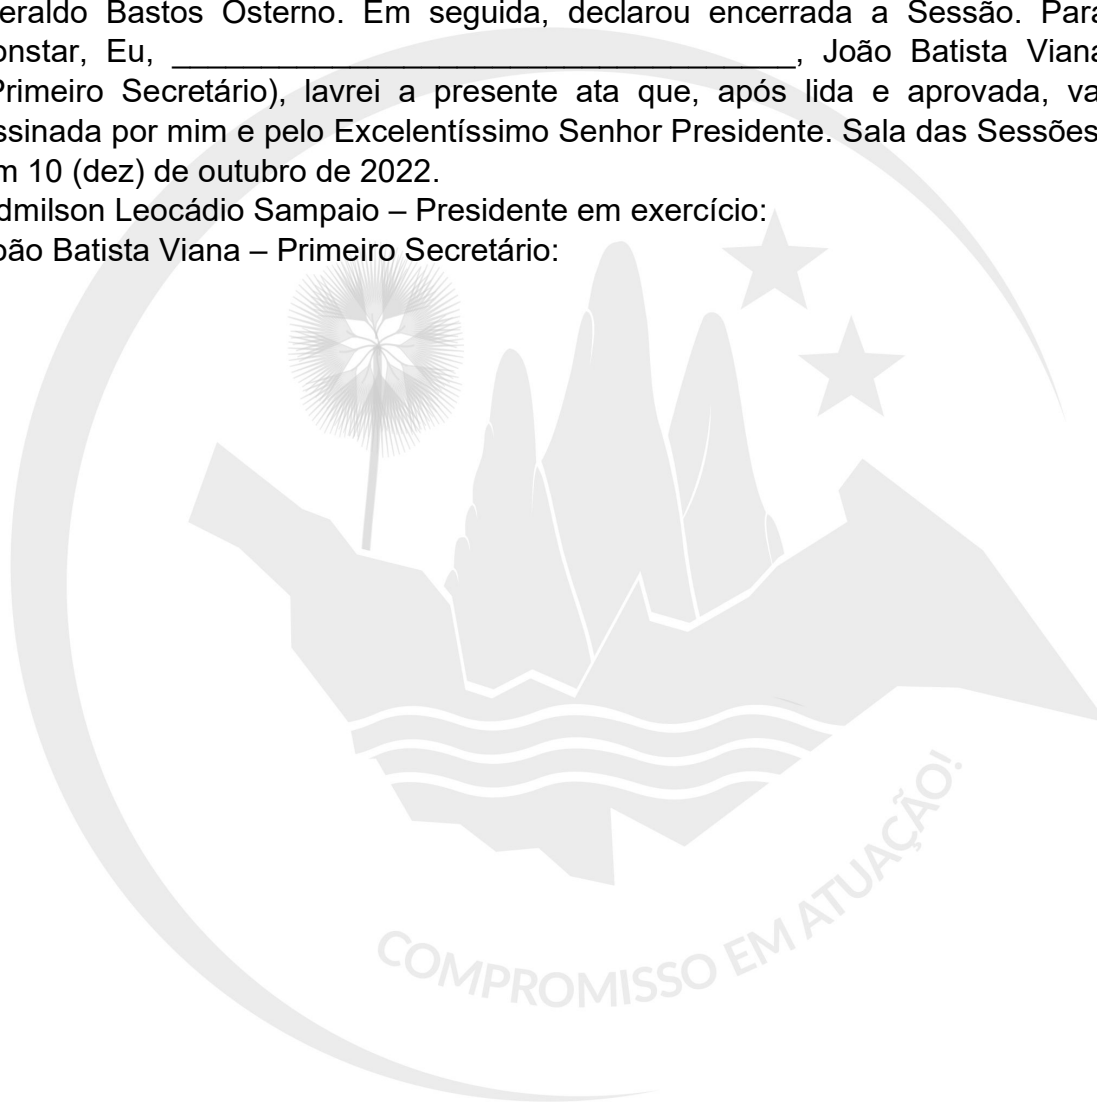 eraldo Bastos Osterno. Em seguida, declarou encerrada a Sessão. Para
onstar, Eu, ___________________________________, João Batista Viana
Primeiro Secretário), lavrei a presente ata que, após lida e aprovada, va
ssinada por mim e pelo Excelentíssimo Senhor Presidente. Sala das Sessões
m 10 (dez) de outubro de 2022.
dmilson Leocádio Sampaio – Presidente em exercício:
oão Batista Viana – Primeiro Secretário:
COMPROMISSO EM ATUAÇÃO!